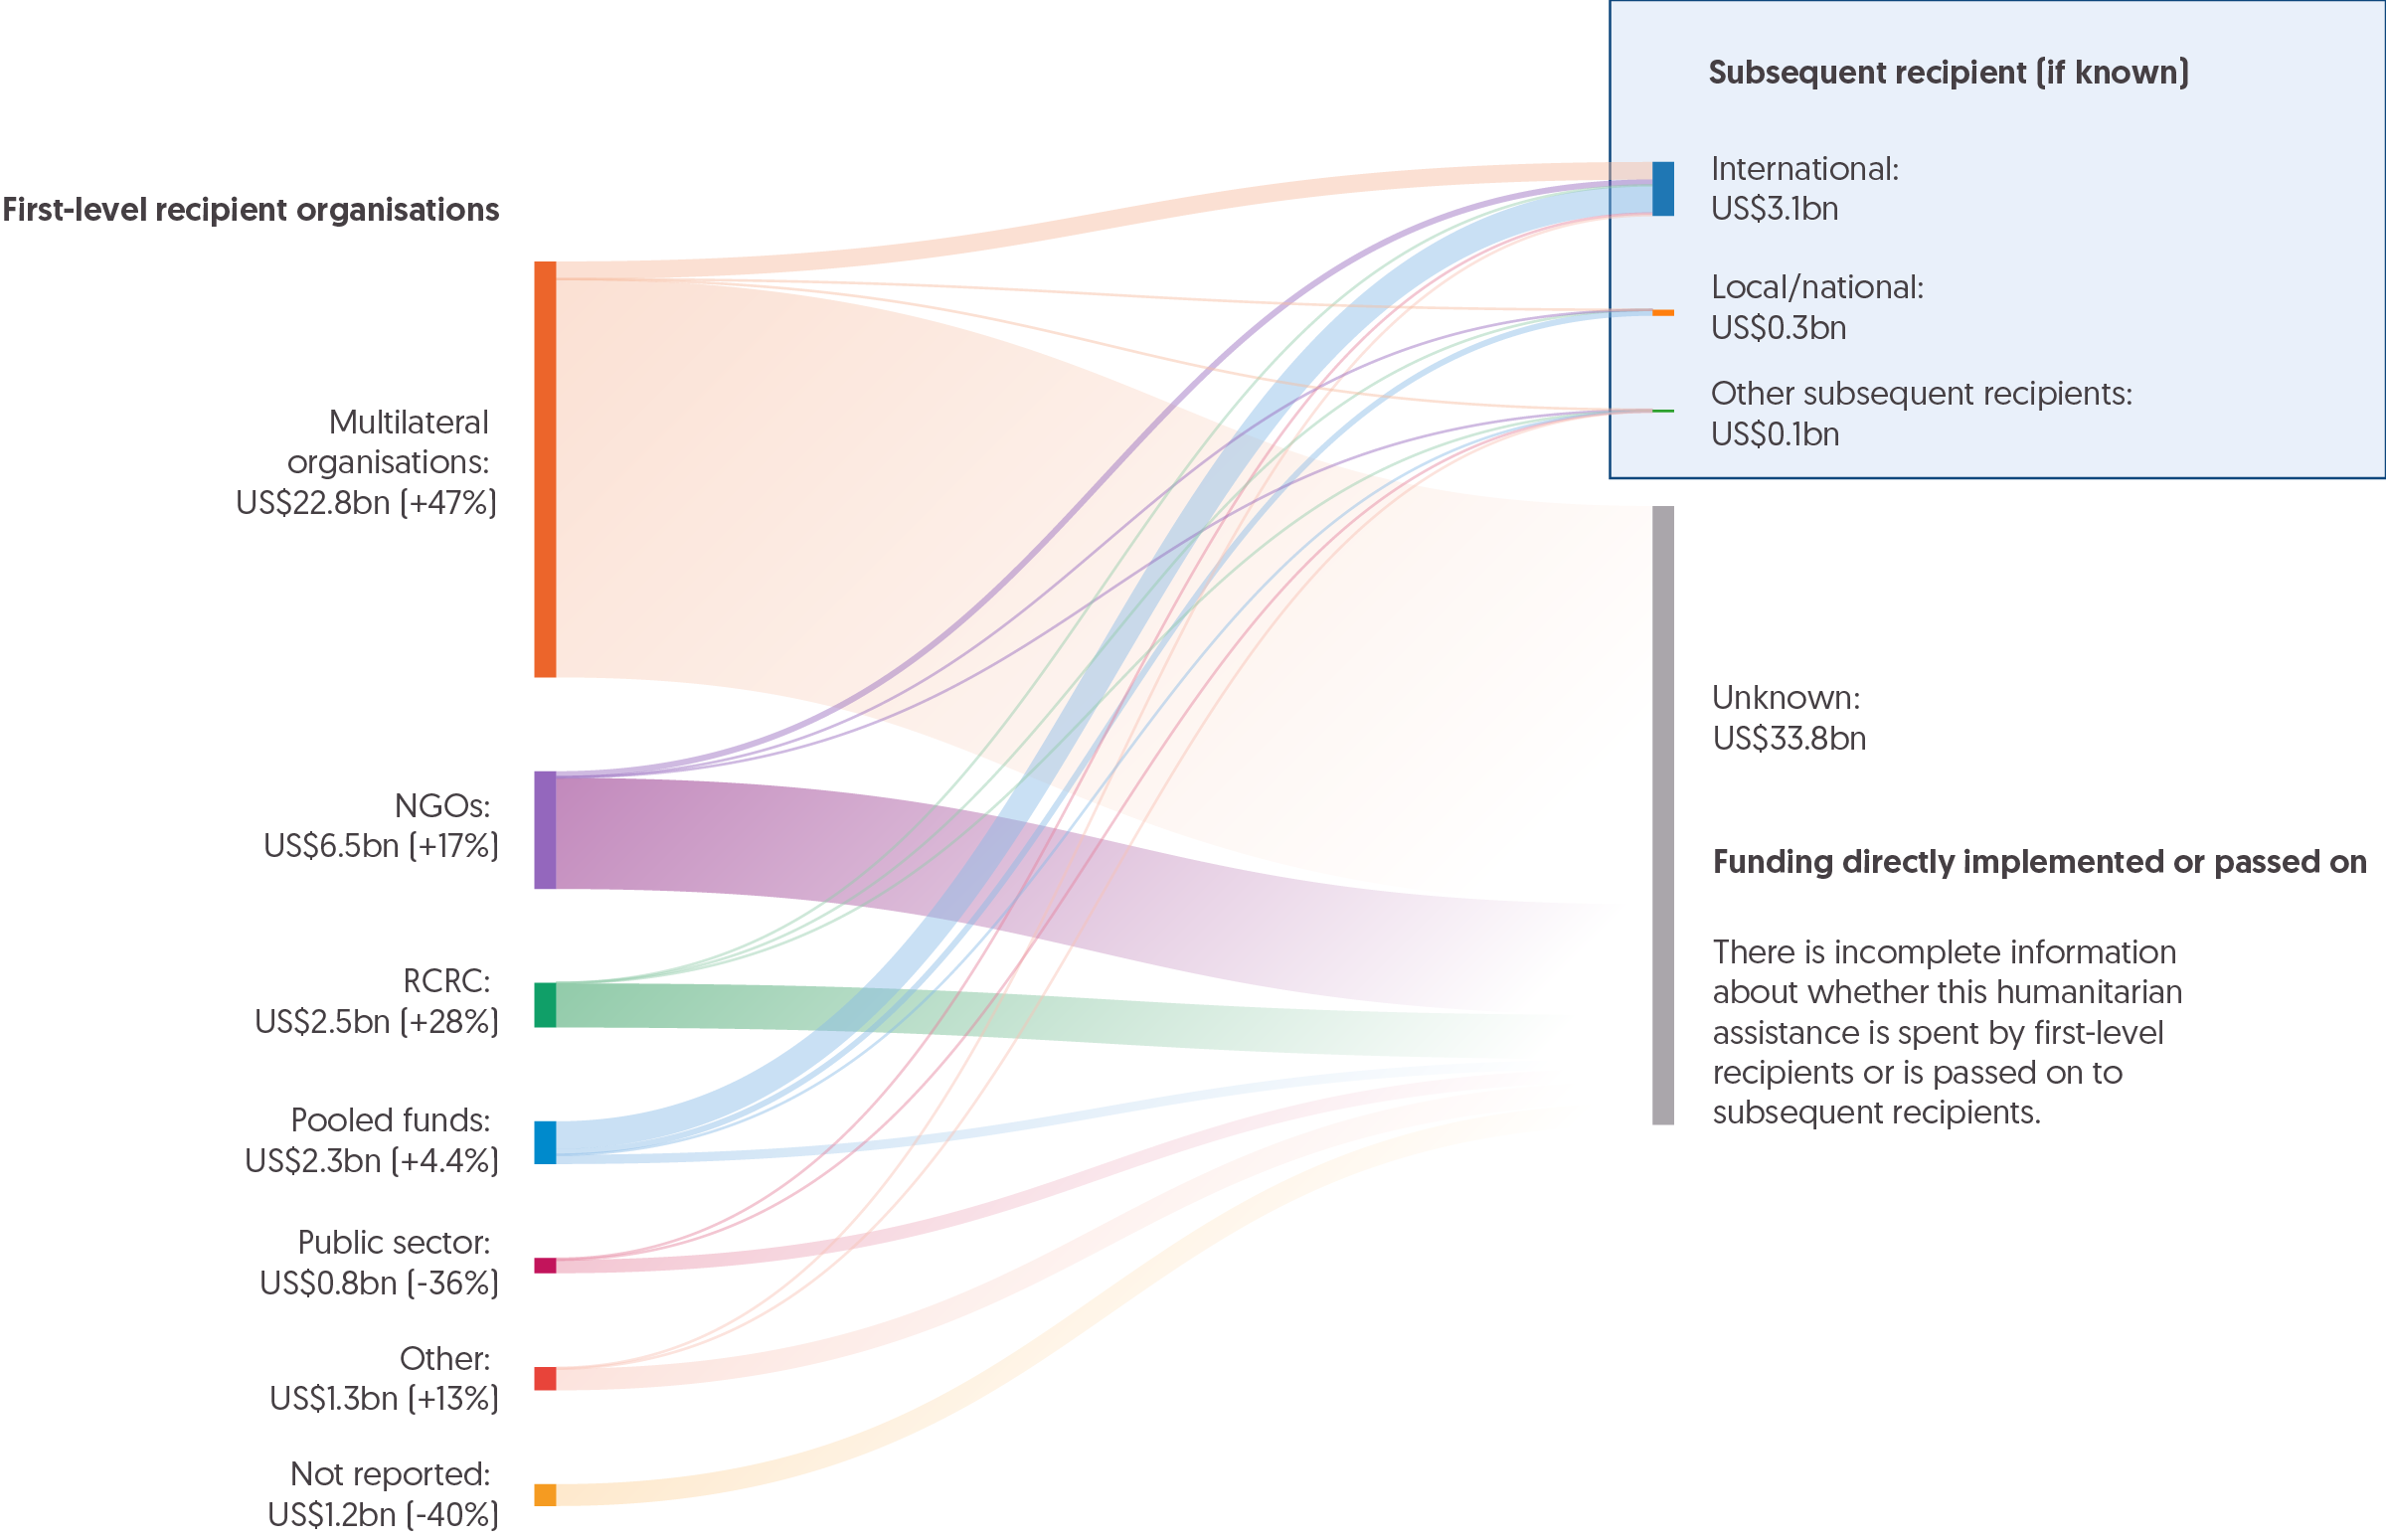 First-level recipient organisations
Multilateral
organisations:
US$22.8bn (+47%)
NGOs:
US$6.5bn (+17%)
RCRC:
US$2.5bn (+28%)
Pooled funds:
US$2.3bn (+4.4%)
Public sector:
US$0.8bn (-36%)
Other:
US$1.3bn (+13%)
Not reported:
US$1.2bn (-40%)
Subsequent recipient (if known)
International:
US$3.1bn
Local/national:
US$0.3bn
Other subsequent recipients:
US$0.1bn
Unknown:
US$33.8bn
Funding directly implemented or passed on
There is incomplete information
about whether this humanitarian
assistance is spent by first-level
recipients or is passed on to
subsequent recipients.